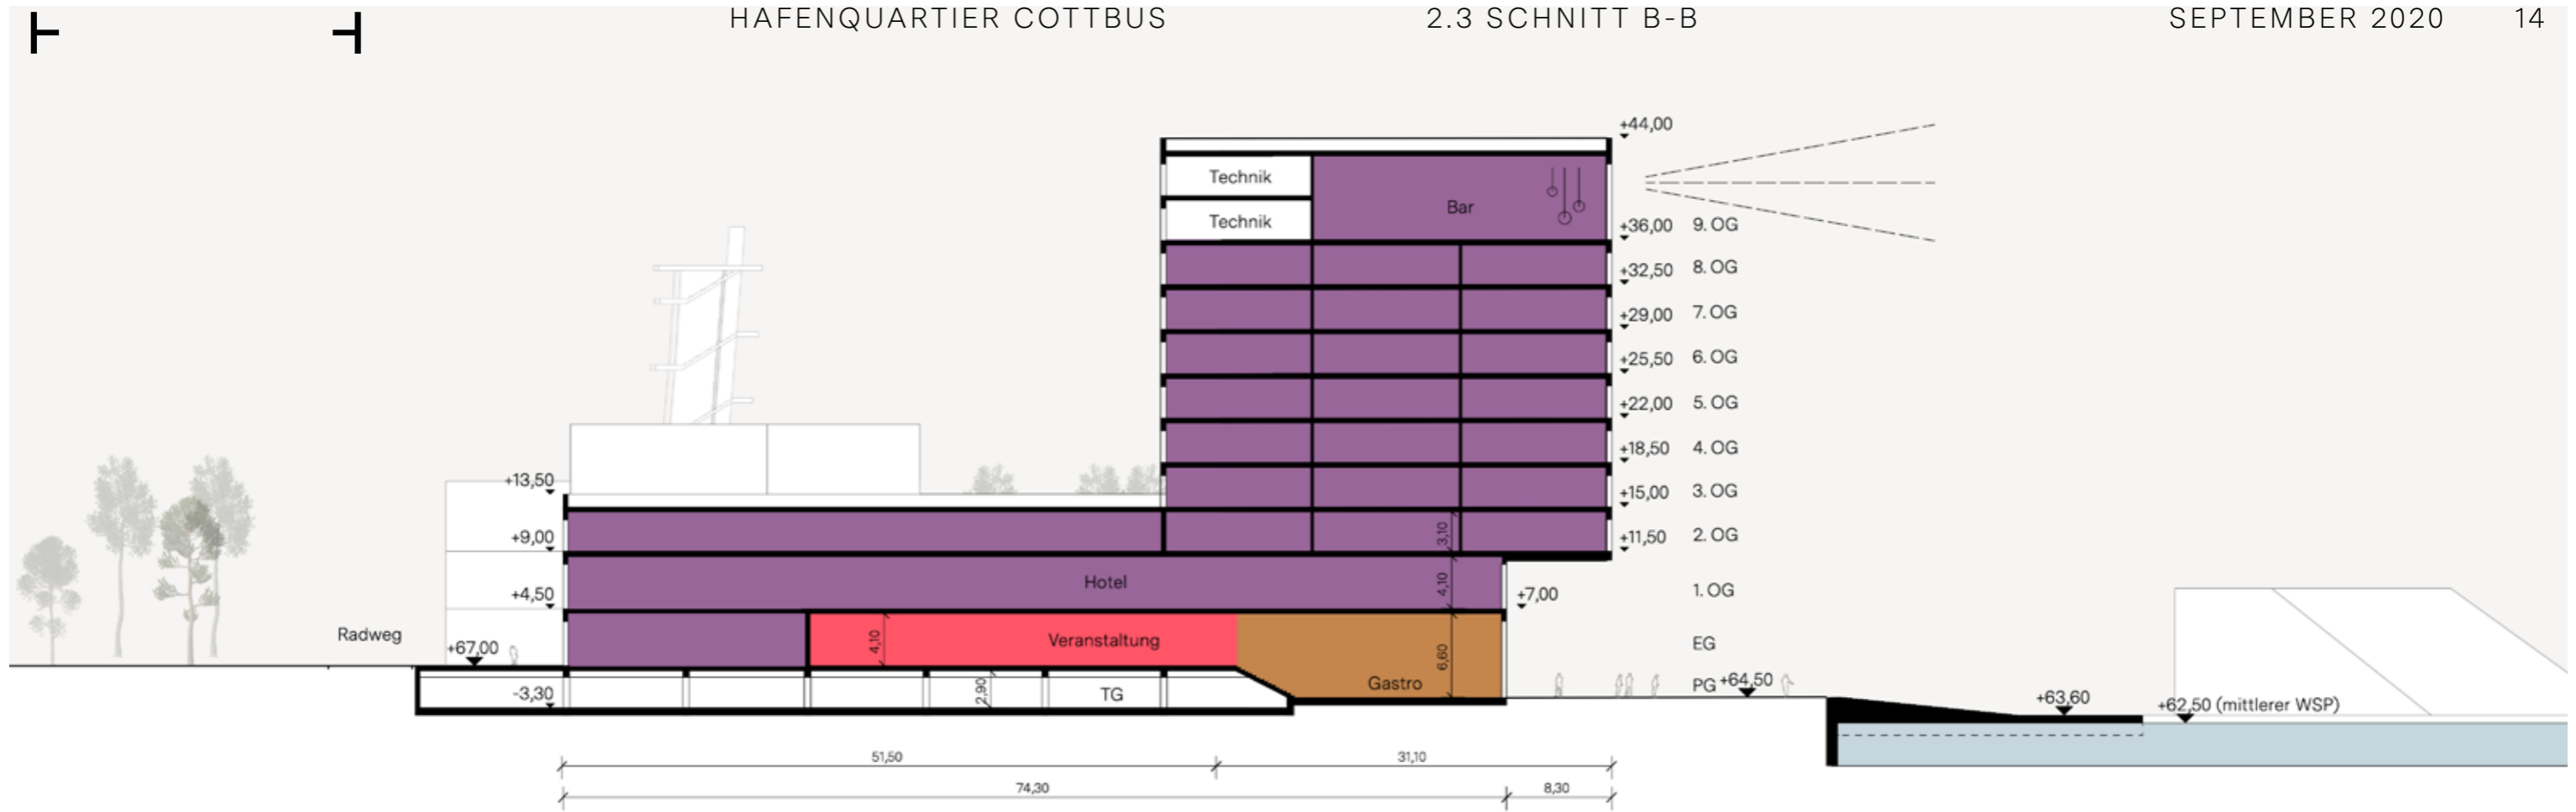 HAFENQUARTIER COTTBUS 2.3 SCHNITT B-B SEPTEMBER 2020 14
+44,00
Technik
Bar
Technik
+36,00 9. OG
+32,50 8. OG
+29,00 7. OG
+25,50 6. OG
+22,00 5. OG
+18,50 4. OG
+13,50
+15,00 3. OG
+9,00
3,10
+11,50 2. OG
Hotel
4,10
+4,50
+7,00
1. OG
Radweg
+67,00
4,10
Veranstaltung
6,60
EG
Gastro
PG +64,50
-3,30
2,90
TG
+63,60
+62,50 (mittlerer WSP)
51,50 31,10
74,30 8,30